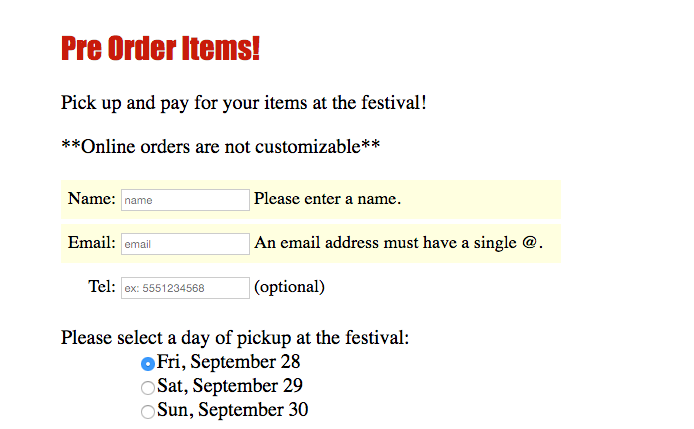 Pre Order Items!
Pick up and pay for your items at the festival!
**Online orders are not customizable**
Name: name Please enter a name.
Email: email An email address must have a single @.
Tel: ex: 5551234568 (optional)
Please select a day of pickup at the festival:
Fri, September 28
Sat, September 29
Sun, September 30